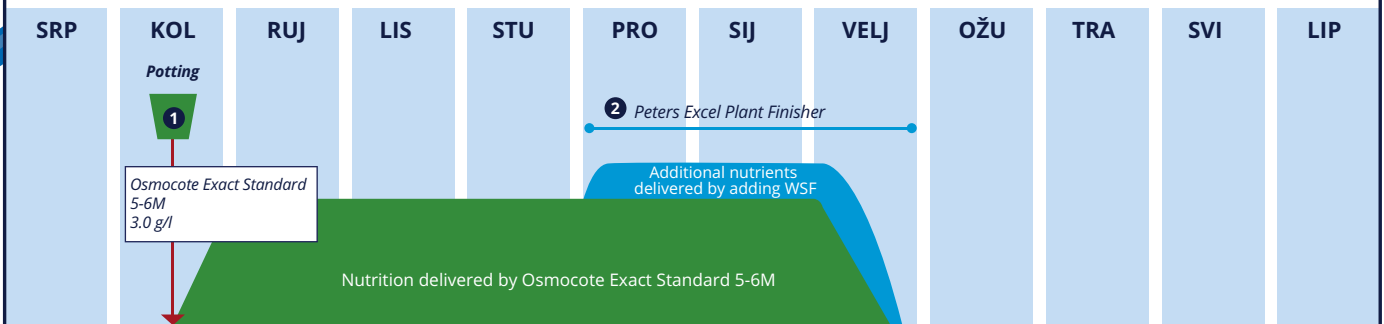 SRP KOL RUJ LIS STU PRO SIJ VELJ OŽU TRA SVI LIP
Potting
1
2 Peters Excel Plant Finisher
Osmocote Exact Standard
5-6M
3.0 g/l
Additional nutrients
delivered by adding WSF
Nutrition delivered by Osmocote Exact Standard 5-6M